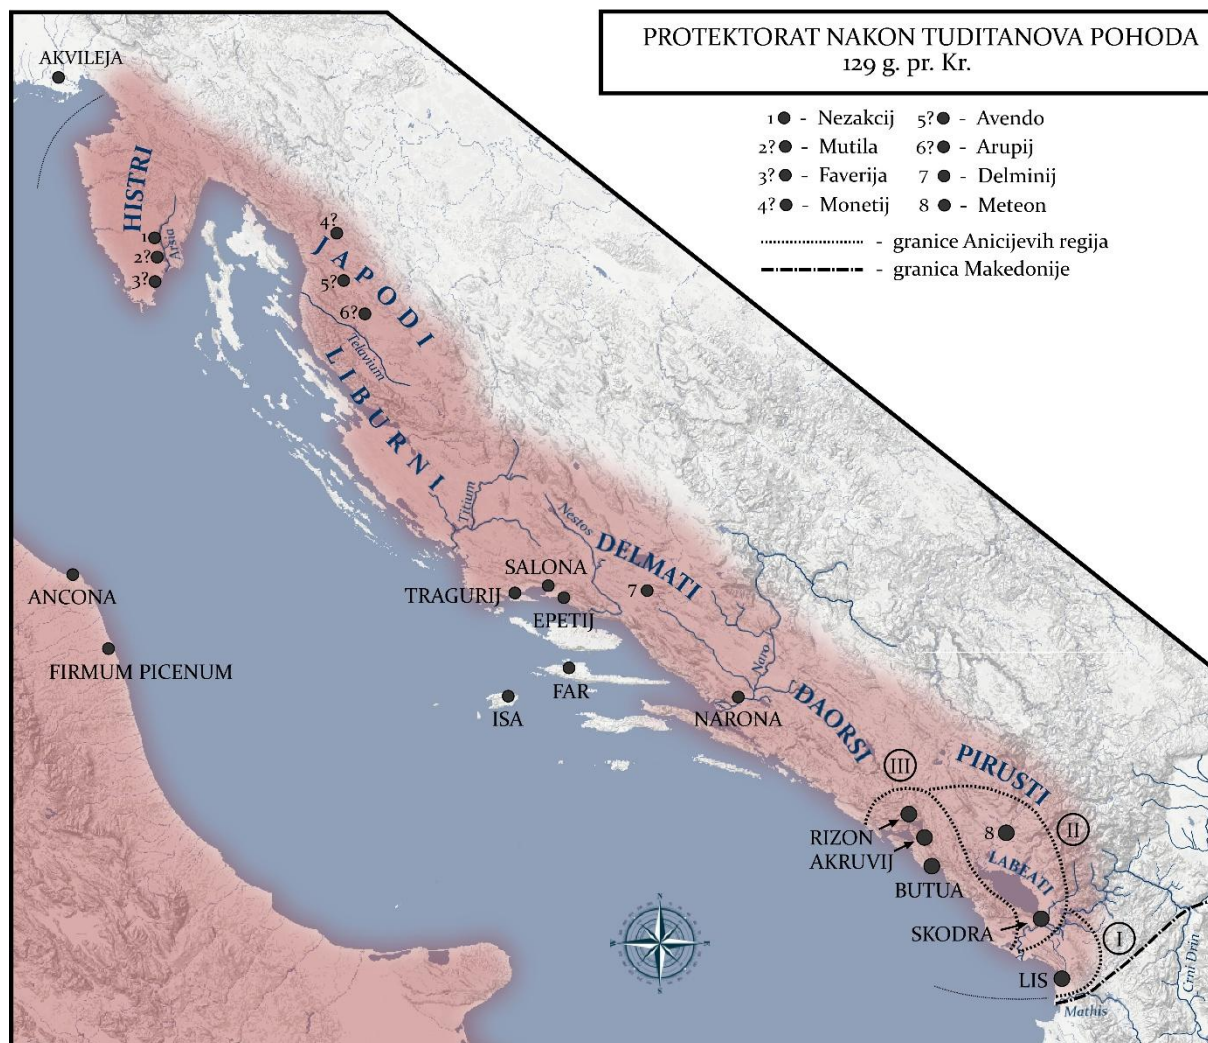 PROTEKTORAT NAKON TUDITANOVA POHODA
129 g. pr. Kr.
1 - Nezakcij
2? - Mutila
3? - Faverija
4? - Monetij
5? - Avendo
6? - Arupij
7 - Delminij
8 - Meteon
- granice Anicijevih regija
- granica Makedonije
AKVILEJA
HISTRI
Arsia
1
2?
3?
4?
5?
6?
JAPODI
Telavium
LIBURNI
Titium
Nestos
DELMATI
7
SALONA
TRAGURIJ
EPETIJ
ANCONA
FIRMUM PICENUM
FAR
ISA
Naro
NARONA
DAORSI
PIRUSTI
III
II
RIZON
AKRUVIJ
8
LABEATI
BUTUA
SKODRA
I
LIS
Mathis
Crni Drin
N